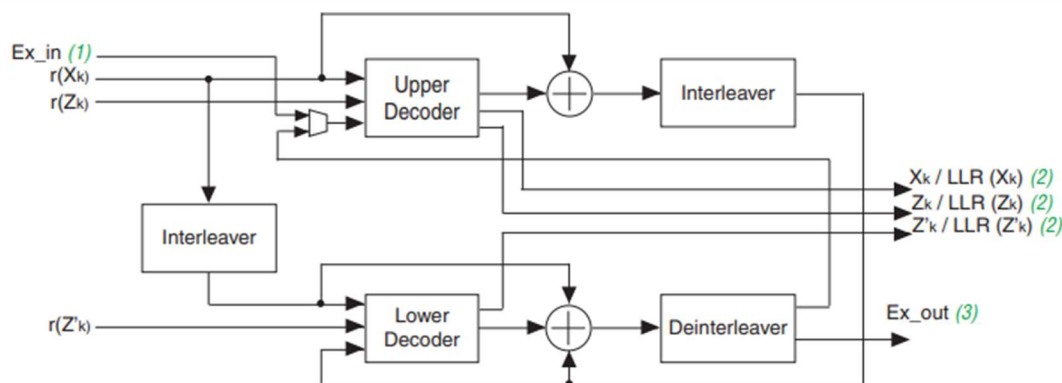 Ex_in (1)
r(Xk)
r(Zk)
Upper
Decoder
Interleaver
Xk / LLR (Xk) (2)
Zk / LLR (Zk) (2)
Z'k / LLR (Z'k) (2)
Interleaver
r(Z'k)
Lower
Decoder
Deinterleaver
Ex_out (3)